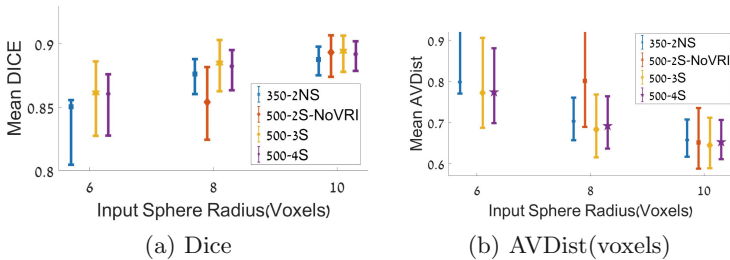 Mean DICE
0.9
0.85
0.8
6
8
10
Input Sphere Radius(Voxels)
350-2NS
500-2S-NoVRI
500-3S
500-4S
(a) Dice
Mean AVDist
0.9
0.8
0.7
0.6
6
8
10
Input Sphere Radius(Voxels)
350-2NS
500-2S-NoVRI
500-3S
500-4S
(b) AVDist(voxels)